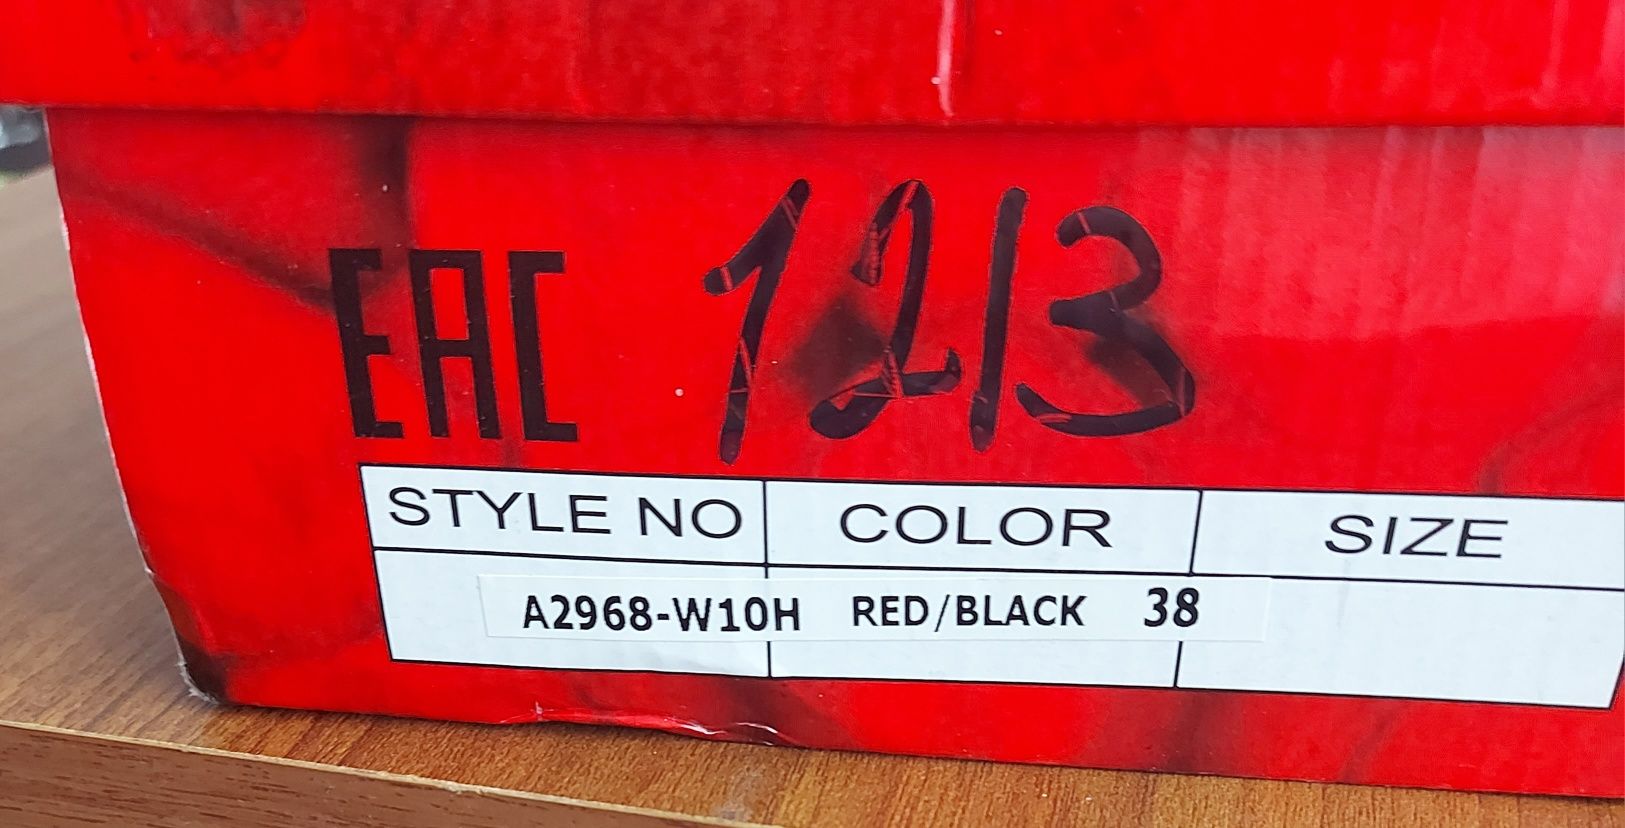 EAC 1213
STYLE NO COLOR SIZE
A2968-W10H RED/BLACK 38